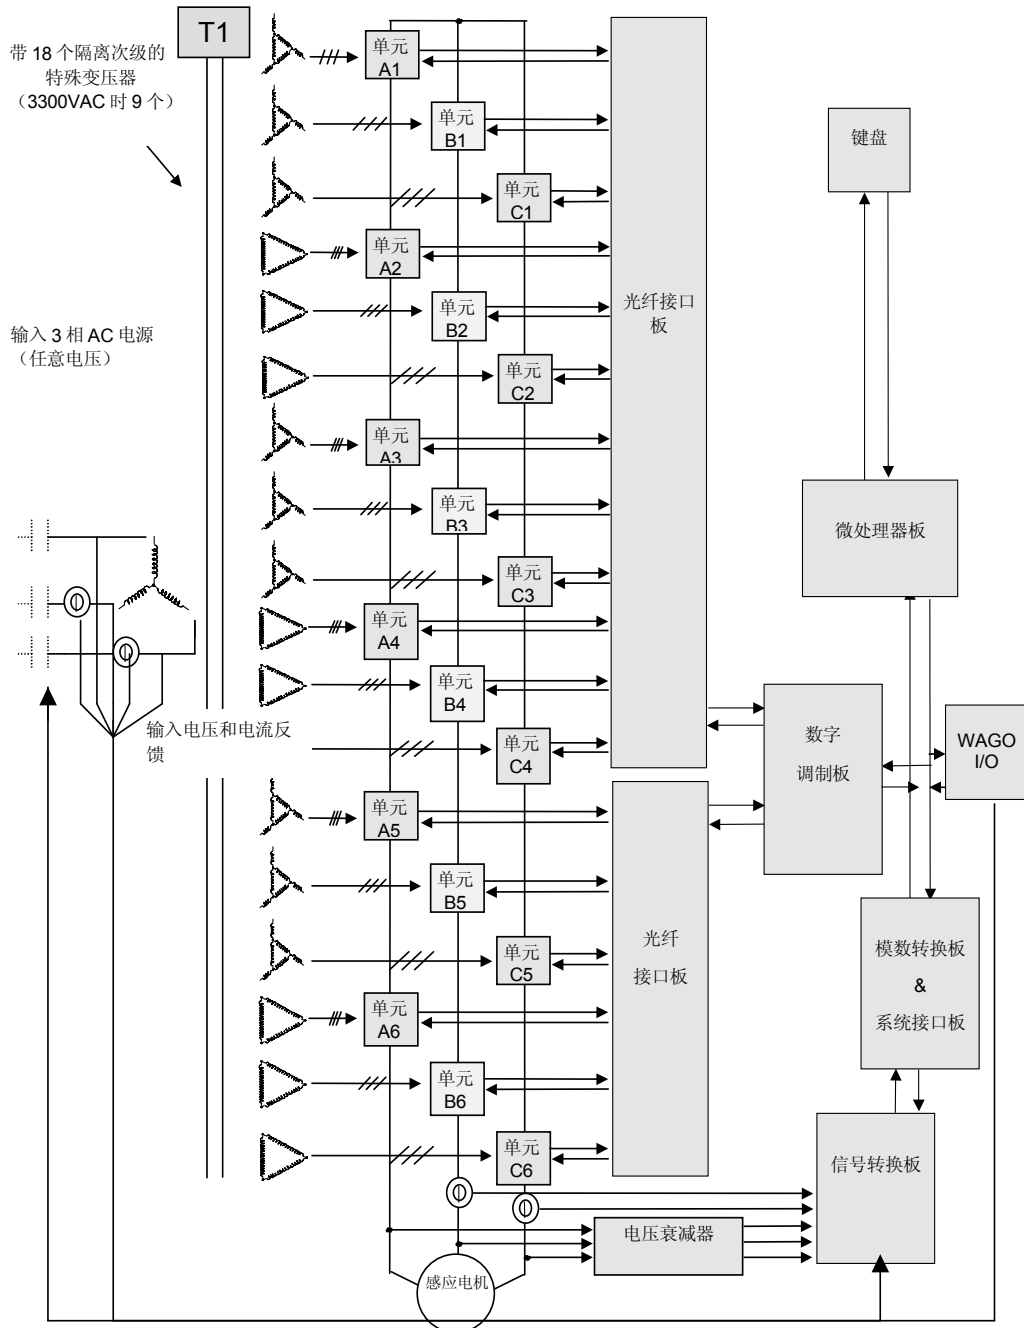 T1
带 18 个隔离次级的
特殊变压器
（3300VAC 时 9 个）
输入 3 相 AC 电源
（任意电压）
输入电压和电流反
馈
单元
A1
单元
B1
单元
C1
单元
A2
单元
B2
单元
C2
单元
A3
单元
B3
单元
C3
单元
A4
单元
B4
单元
C4
单元
A5
单元
B5
单元
C5
单元
A6
单元
B6
单元
C6
光纤接口
板
光纤
接口板
键盘
微处理器板
数字
调制板
WAGO
I/O
模数转换板
&
系统接口板
信号转换板
电压衰减器
感应电机